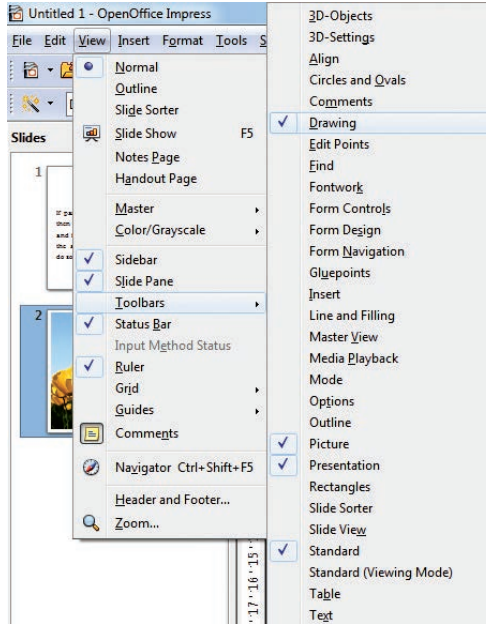 Untitled 1 - OpenOffice Impress
File Edit View Insert Format Tools S
Slides
1
2
Normal
Outline
Slide Sorter
Slide Show F5
Notes Page
Handout Page
Master
Color/Grayscale
Sidebar
Slide Pane
Toolbars
Status Bar
Input Method Status
Ruler
Grid
Guides
Comments
Navigator Ctrl+Shift+F5
Header and Footer...
Zoom...
3D-Objects
3D-Settings
Align
Circles and Ovals
Comments
Drawing
Edit Points
Find
Fontwork
Form Controls
Form Design
Form Navigation
Gluepoints
Insert
Line and Filling
Master View
Media Playback
Mode
Options
Outline
Picture
Presentation
Rectangles
Slide Sorter
Slide View
Standard
Standard (Viewing Mode)
Table
Text
17 16 15